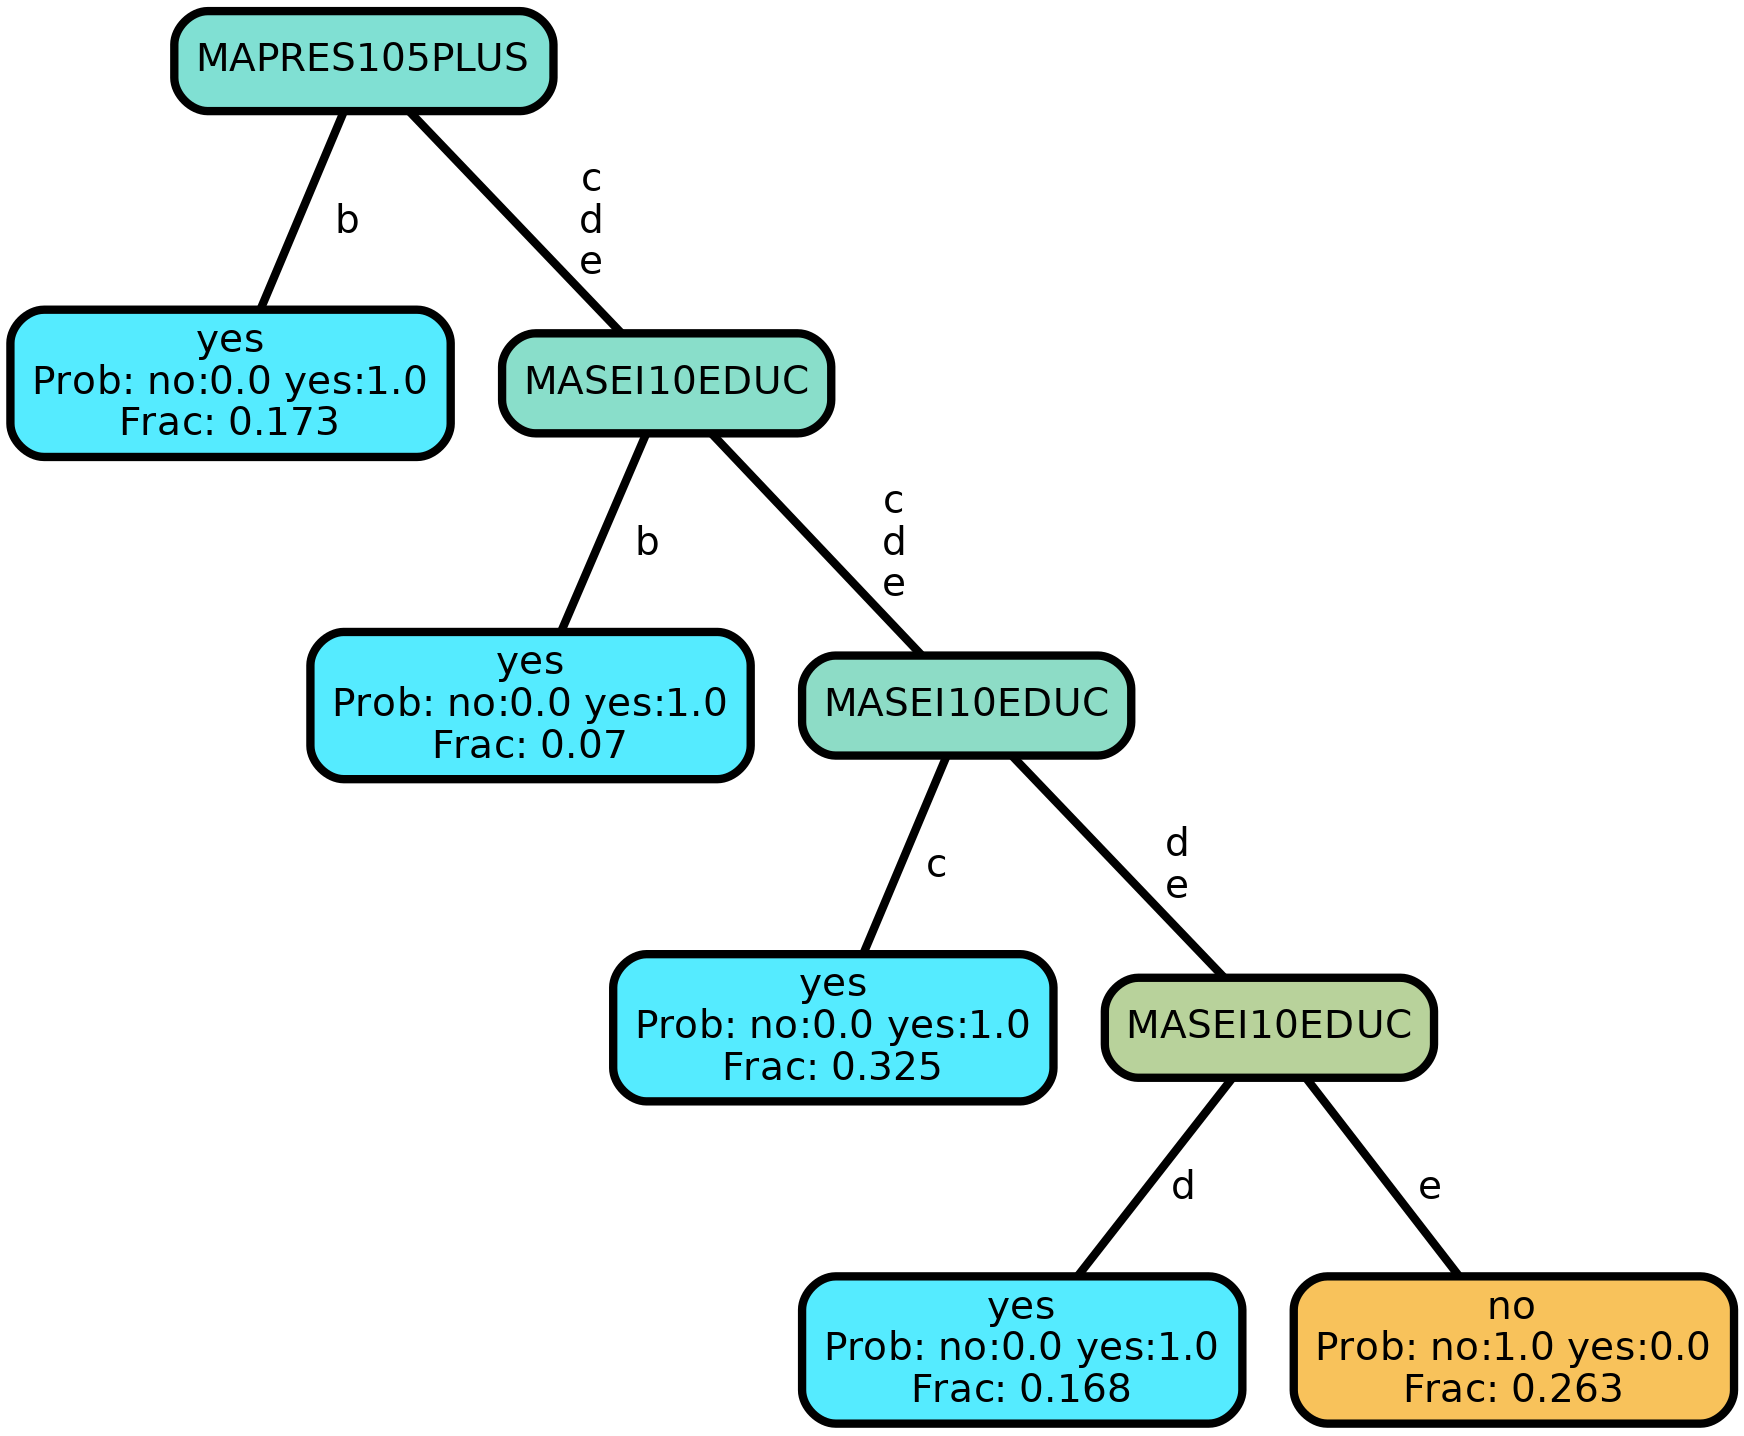 MAPRES105PLUS
b
c
d
e
yes
Prob: no:0.0 yes:1.0
Frac: 0.173
MASEI10EDUC
b
c
d
e
yes
Prob: no:0.0 yes:1.0
Frac: 0.07
MASEI10EDUC
c
d
e
yes
Prob: no:0.0 yes:1.0
Frac: 0.325
MASEI10EDUC
d
e
yes
Prob: no:0.0 yes:1.0
Frac: 0.168
no
Prob: no:1.0 yes:0.0
Frac: 0.263